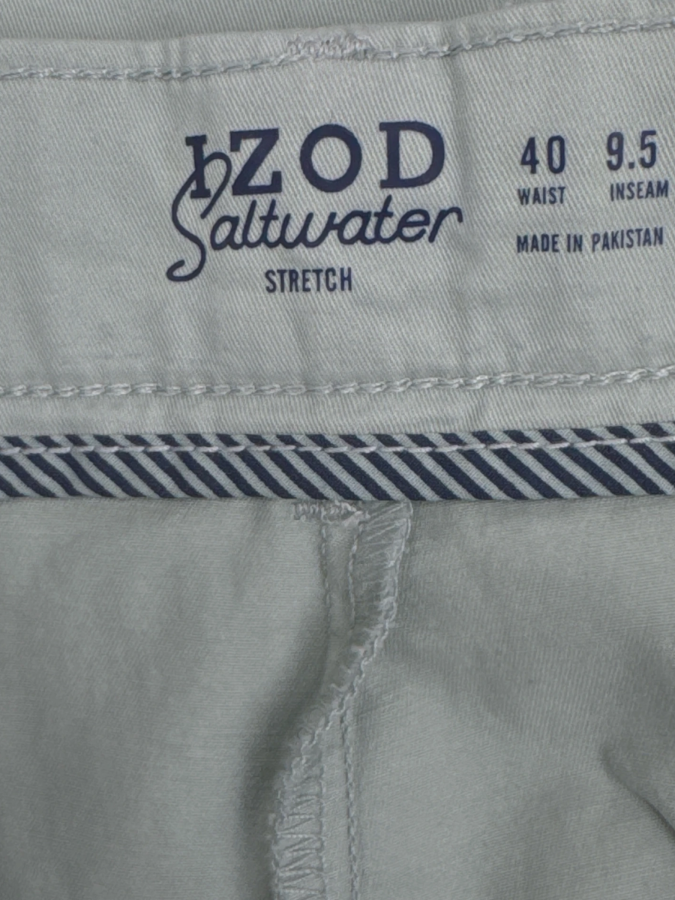 IZOD
Saltwater
STRETCH
40 9.5
WAIST INSEAM
MADE IN PAKISTAN